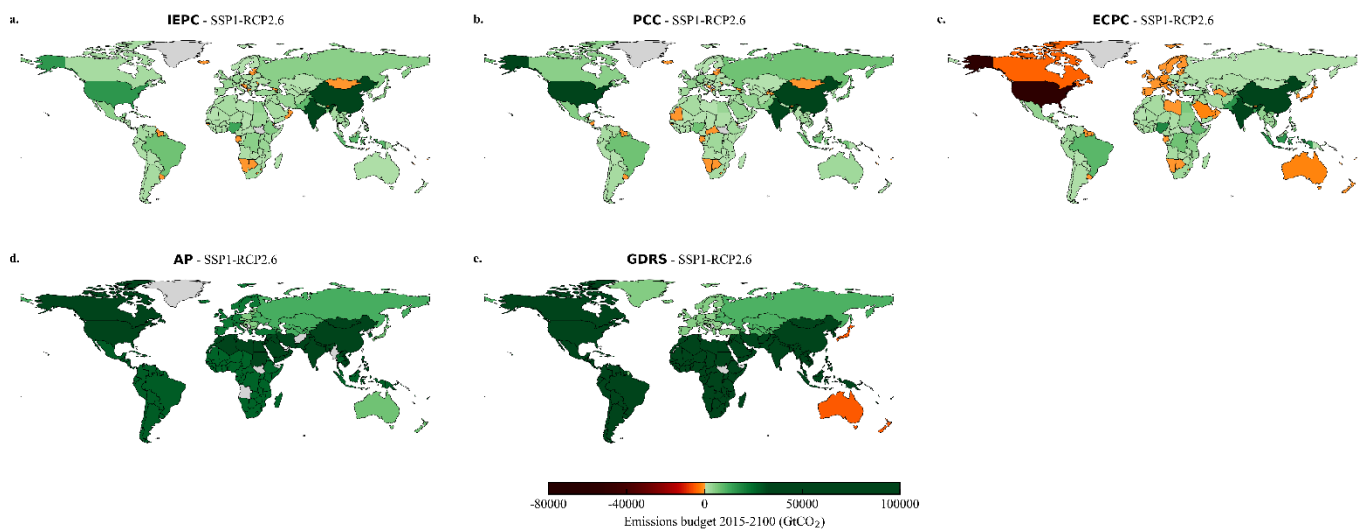 a. IEPC - SSP1-RCP2.6
b. PCC - SSP1-RCP2.6
c. ECPC - SSP1-RCP2.6
d. AP - SSP1-RCP2.6
e. GDRS - SSP1-RCP2.6
-80000 -40000 0 50000 100000
Emissions budget 2015-2100 (GtCO₂)